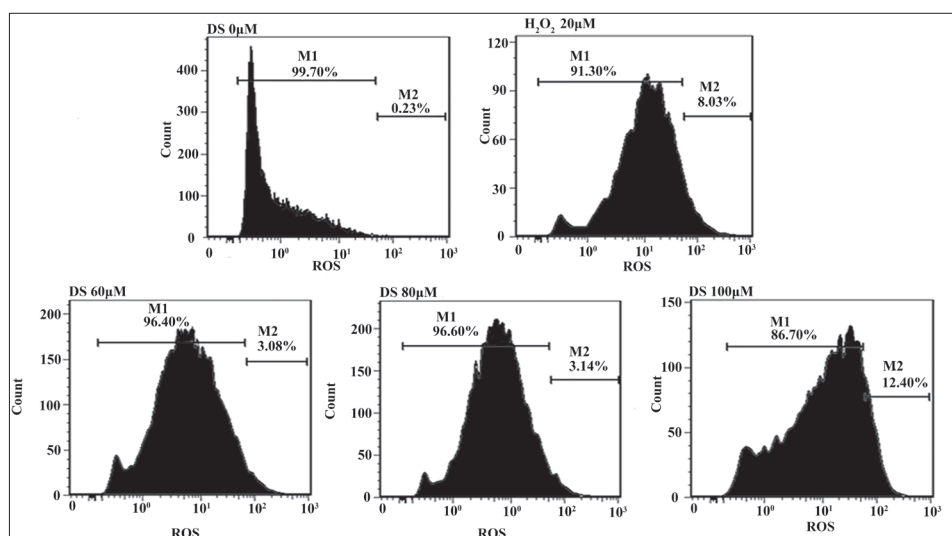 DS 0μM
M1
99.70%
M2
0.23%
400
300
200
100
0
Count
0 10⁰ 10¹ 10² 10³
ROS
H₂O₂ 20μM
M1
91.30%
M2
8.03%
120
90
60
30
0
Count
0 10⁰ 10¹ 10² 10³
ROS
DS 60μM
M1
96.40%
M2
3.08%
200
150
100
50
0
Count
0 10⁰ 10¹ 10² 10³
ROS
DS 80μM
M1
96.60%
M2
3.14%
200
150
100
50
0
Count
0 10⁰ 10¹ 10² 10³
ROS
DS 100μM
M1
86.70%
M2
12.40%
150
100
50
0
Count
0 10⁰ 10¹ 10² 10³
ROS